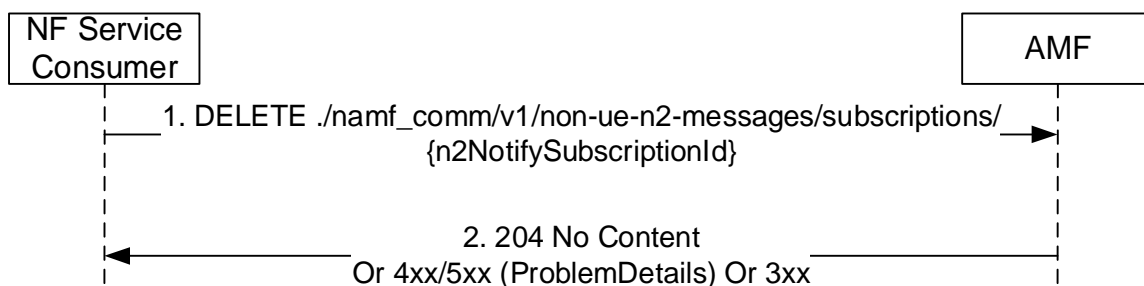 NF Service
Consumer
AMF
1. DELETE ./namf_comm/v1/non-ue-n2-messages/subscriptions/
{n2NotifySubscriptionId}
2. 204 No Content
Or 4xx/5xx (ProblemDetails) Or 3xx